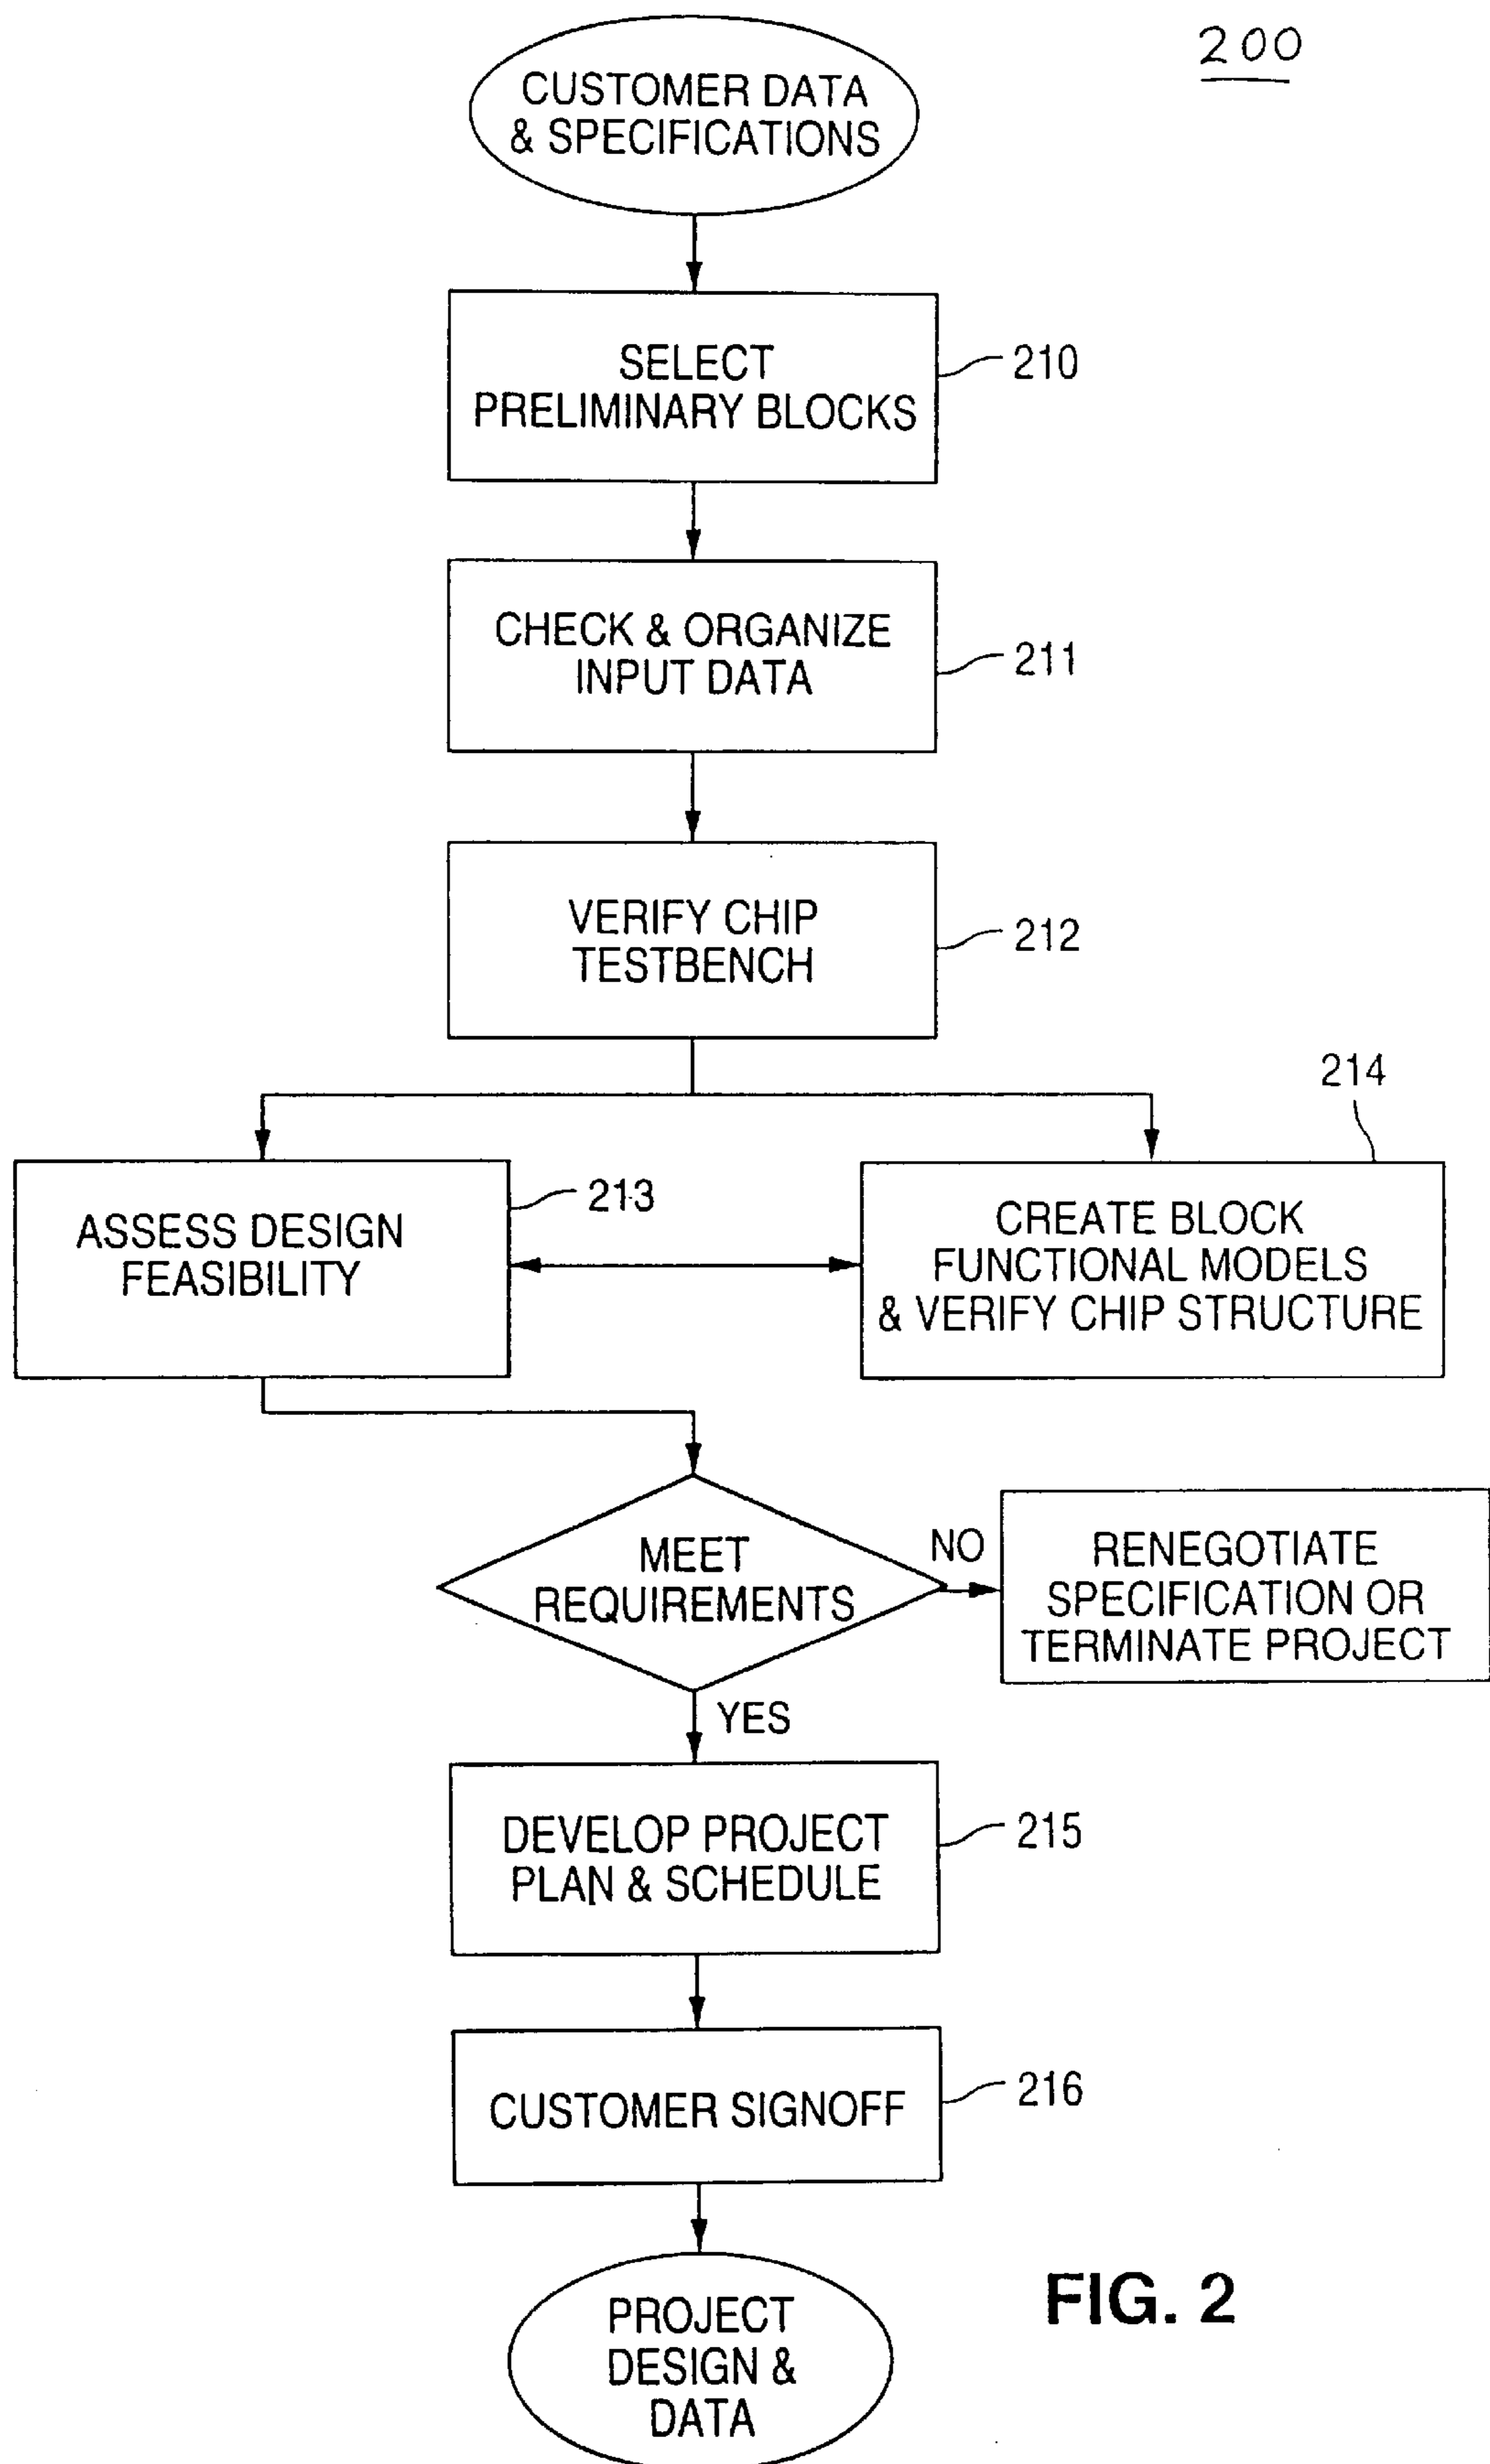 200
CUSTOMER DATA
& SPECIFICATIONS
SELECT
PRELIMINARY BLOCKS
210
CHECK & ORGANIZE
INPUT DATA
211
VERIFY CHIP
TESTBENCH
212
214
ASSESS DESIGN
FEASIBILITY
213
CREATE BLOCK
FUNCTIONAL MODELS
& VERIFY CHIP STRUCTURE
MEET
REQUIREMENTS
NO
RENEGOTIATE
SPECIFICATION OR
TERMINATE PROJECT
YES
DEVELOP PROJECT
PLAN & SCHEDULE
215
CUSTOMER SIGNOFF
216
PROJECT
DESIGN &
DATA
FIG. 2